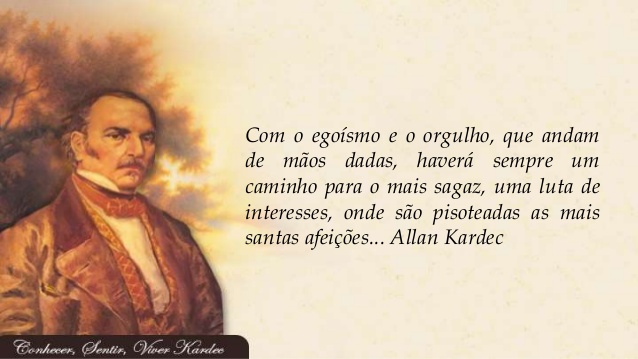 Com o egoísmo e o orgulho, que andam
de mãos dadas, haverá sempre um
caminho para o mais sagaz, uma luta de
interesses, onde são pisoteadas as mais
santas afeições... Allan Kardec
Conhecer, Sentir, Viver Kardec